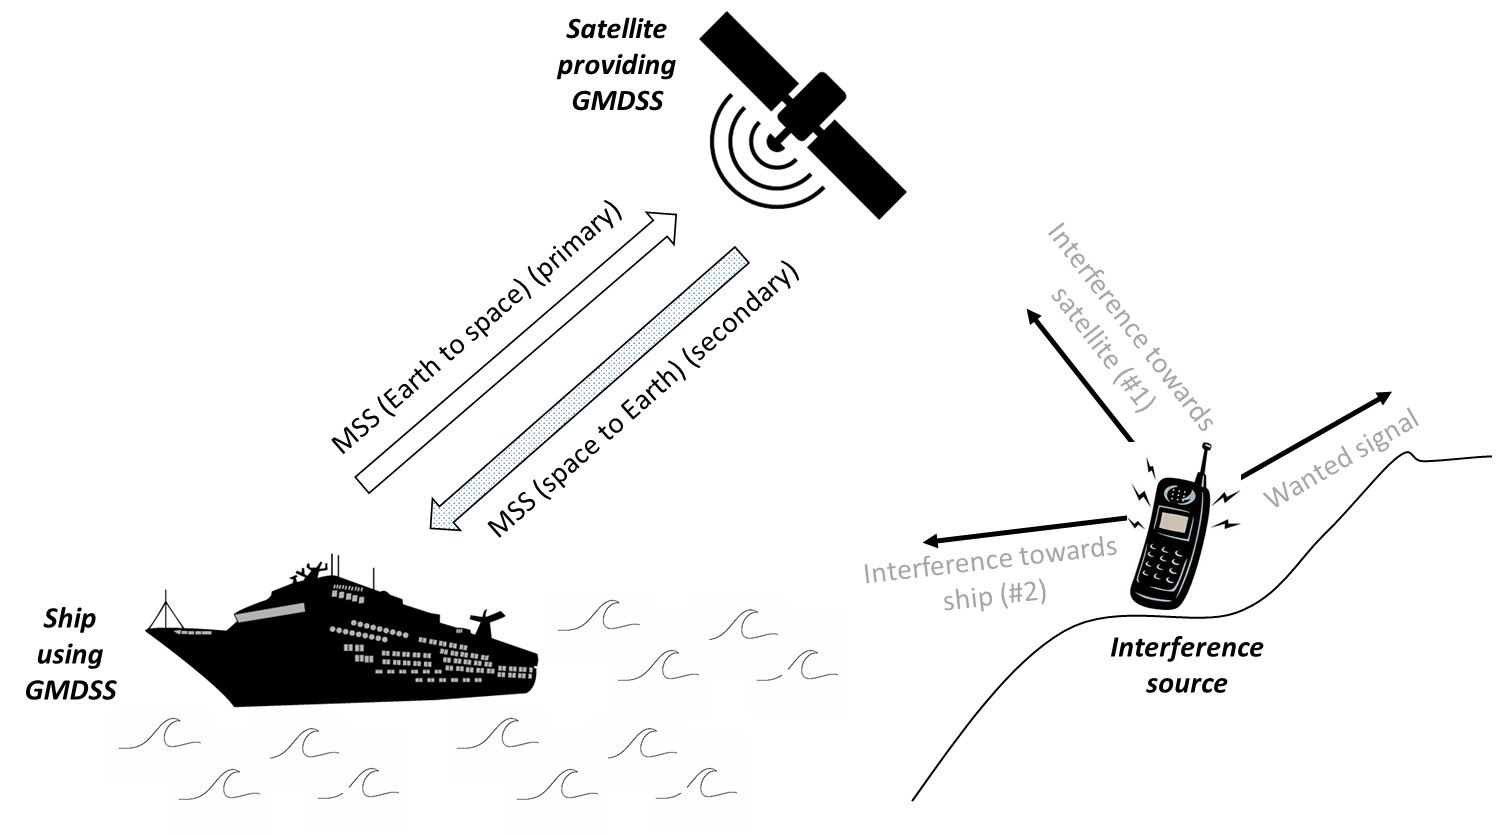 Satellite
providing
GMDSS
MSS (Earth to space) (primary)
MSS (space to Earth) (secondary)
Interference towards
satellite (#1)
Wanted signal
Interference towards
ship (#2)
Ship
using
GMDSS
Interference
source